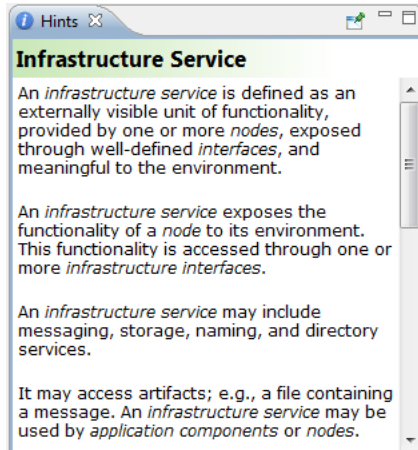 Hints
Infrastructure Service
An infrastructure service is defined as an
externally visible unit of functionality,
provided by one or more nodes, exposed
through well-defined interfaces, and
meaningful to the environment.
An infrastructure service exposes the
functionality of a node to its environment.
This functionality is accessed through one or
more infrastructure interfaces.
An infrastructure service may include
messaging, storage, naming, and directory
services.
It may access artifacts; e.g., a file containing
a message. An infrastructure service may be
used by application components or nodes.